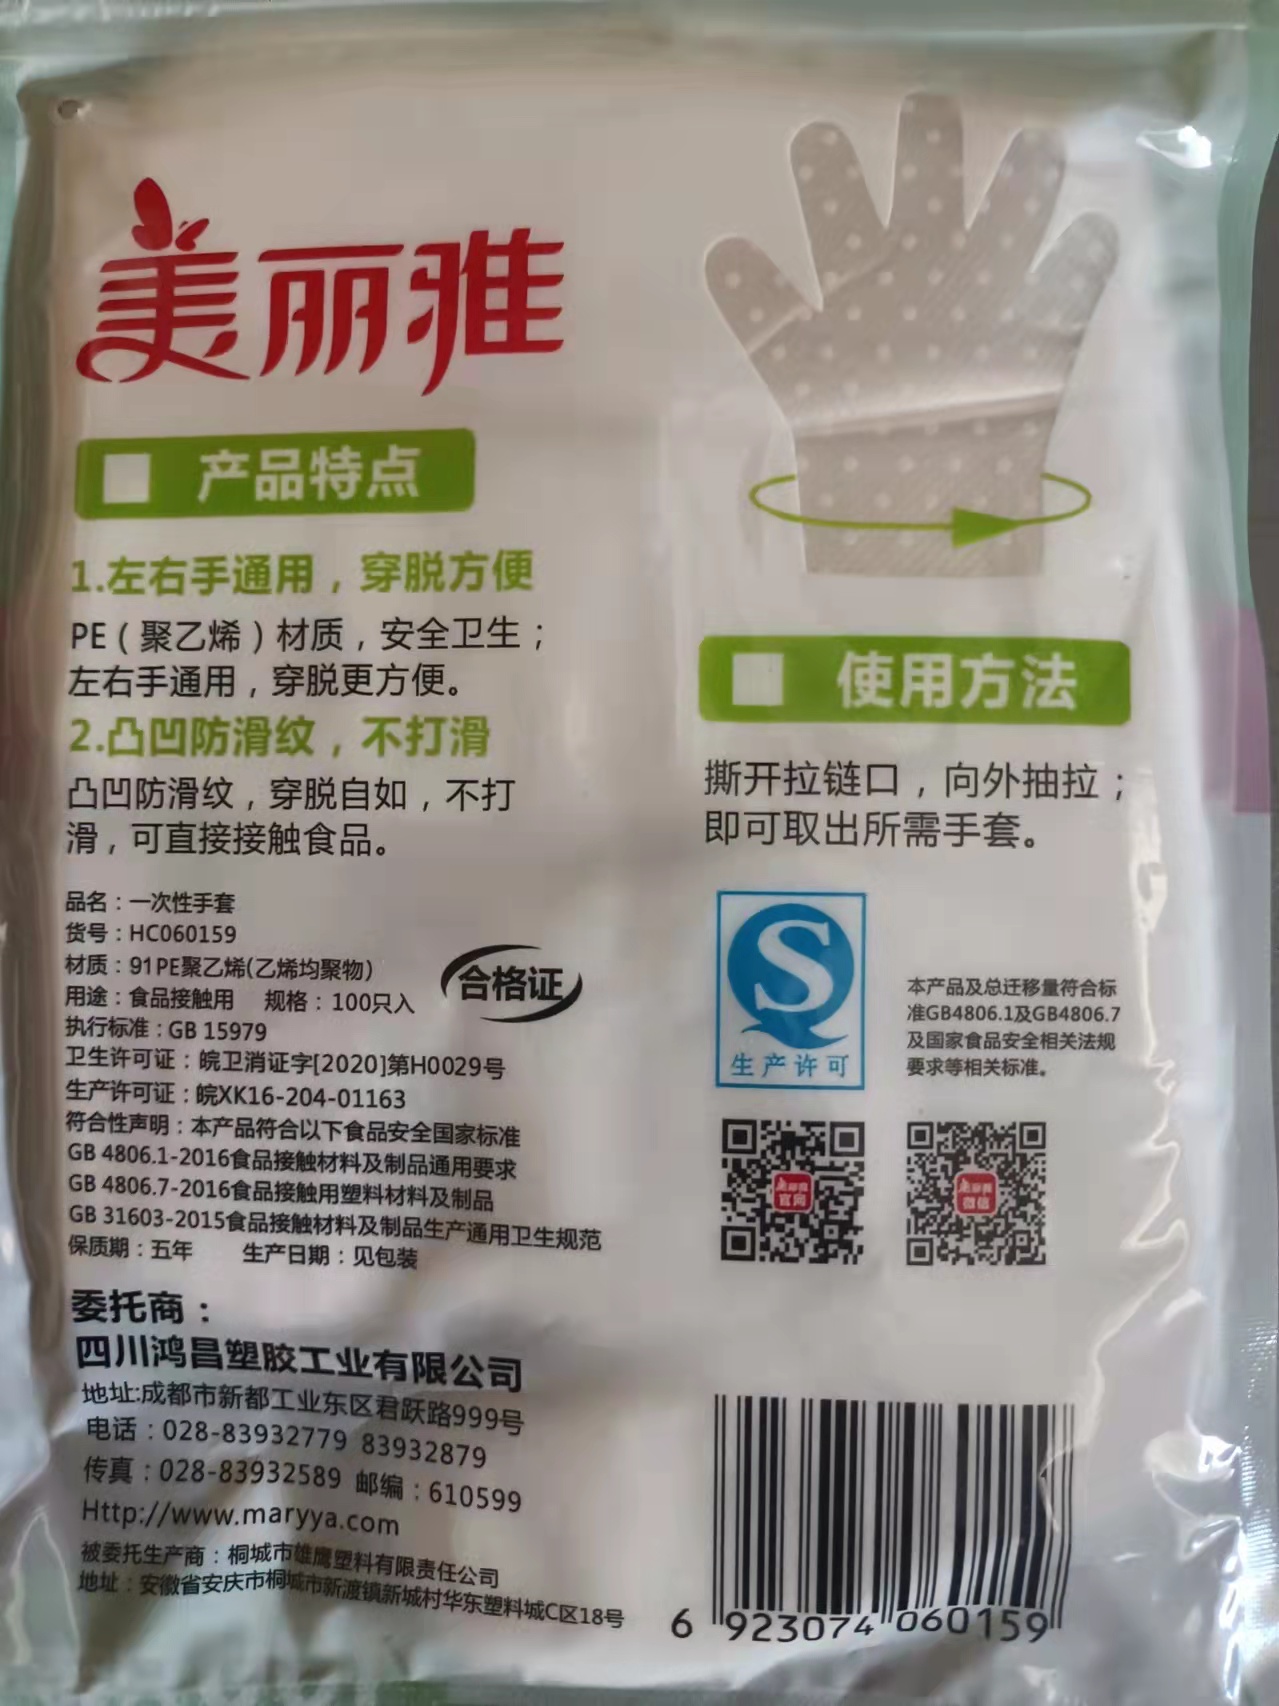 美丽雅
产品特点
1.左右手通用，穿脱方便
PE（聚乙烯）材质，安全卫生；
左右手通用，穿脱更方便。
2.凸凹防滑纹，不打滑
凸凹防滑纹，穿脱自如，不打
滑，可直接接触食品。
品名：一次性手套
货号：HC060159
材质：91PE聚乙烯(乙烯均聚物)
用途：食品接触用 规格：100只入
执行标准：GB 15979
卫生许可证：皖卫消证字[2020]第H0029号
生产许可证：皖XK16-204-01163
符合性声明：本产品符合以下食品安全国家标准
GB 4806.1-2016食品接触材料及制品通用要求
GB 4806.7-2016食品接触用塑料材料及制品
GB 31603-2015食品接触材料及制品生产通用卫生规范
保质期：五年 生产日期：见包装
合格证
委托商：
四川鸿昌塑胶工业有限公司
地址:成都市新都工业东区君跃路999号
电话：028-83932779 83932879
传真：028-83932589 邮编：610599
Http://www.maryya.com
被委托生产商：桐城市雄鹰塑料有限责任公司
地址：安徽省安庆市桐城市新渡镇新城村华东塑料城C区18号
使用方法
撕开拉链口，向外抽拉；
即可取出所需手套。
生产许可
本产品及总迁移量符合标
准GB4806.1及GB4806.7
及国家食品安全相关法规
要求等相关标准。
美丽雅
官网
美丽雅
微信
6 923074 060159